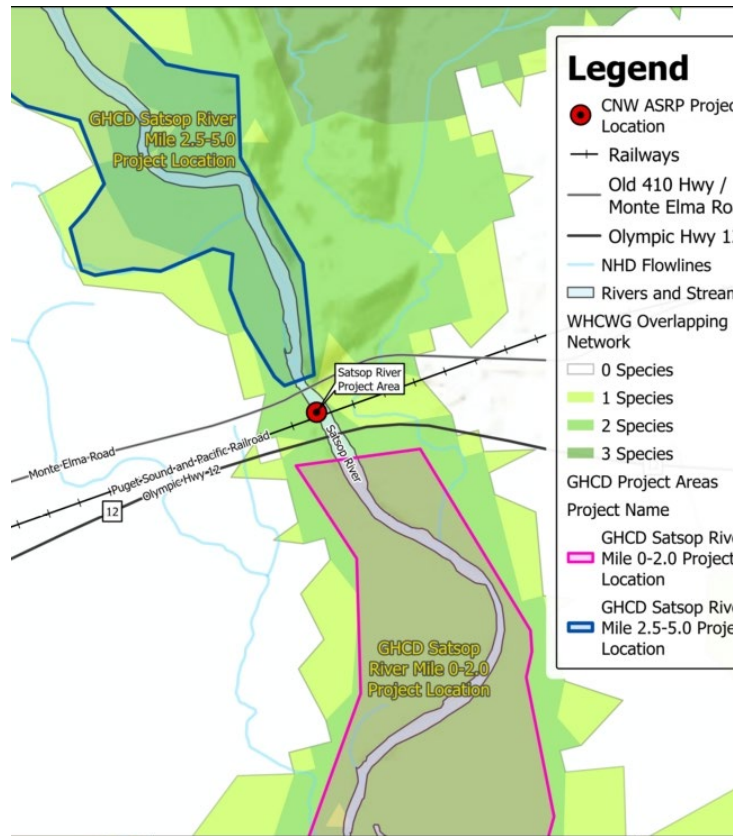 GHCD Satsop River
Mile 2.5-5.0
Project Location
Satsop River
Project Area
Satsop River
Monte-Elma-Road
Puget-Sound-and-Pacific-Railroad
Olympic-Hwy-12
12
GHCD Satsop
River Mile 0-2.0
Project Location
Legend
CNW ASRP Projec
Location
Railways
Old 410 Hwy /
Monte Elma Ro
Olympic Hwy 1
NHD Flowlines
Rivers and Stream
WHCWG Overlapping
Network
0 Species
1 Species
2 Species
3 Species
GHCD Project Areas
Project Name
GHCD Satsop Rive
Mile 0-2.0 Project
Location
GHCD Satsop Rive
Mile 2.5-5.0 Proje
Location